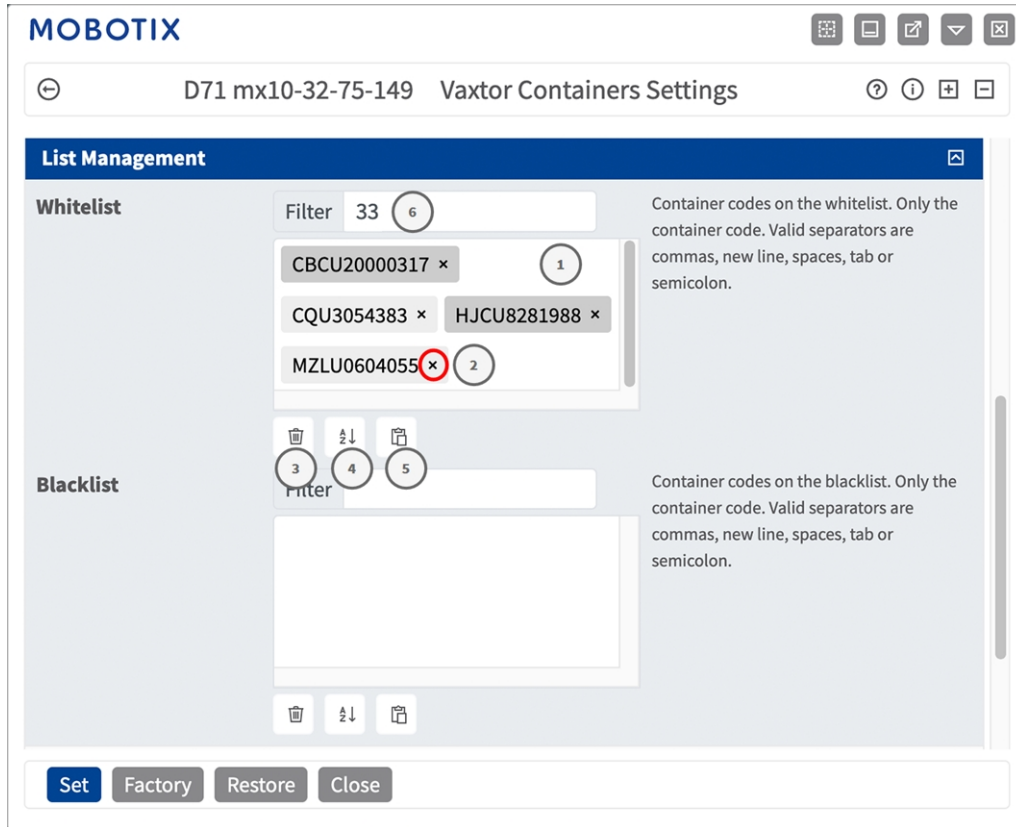 MOBOTIX
D71 mx10-32-75-149 Vaxtor Containers Settings
List Management
Whitelist
Filter 33 6
CBCU20000317 × 1
CQU3054383 × HJCU8281988 ×
MZLU0604055 × 2
Container codes on the whitelist. Only the
container code. Valid separators are
commas, new line, spaces, tab or
semicolon.
3 4 5
Blacklist
Filter
Container codes on the blacklist. Only the
container code. Valid separators are
commas, new line, spaces, tab or
semicolon.
Set Factory Restore Close